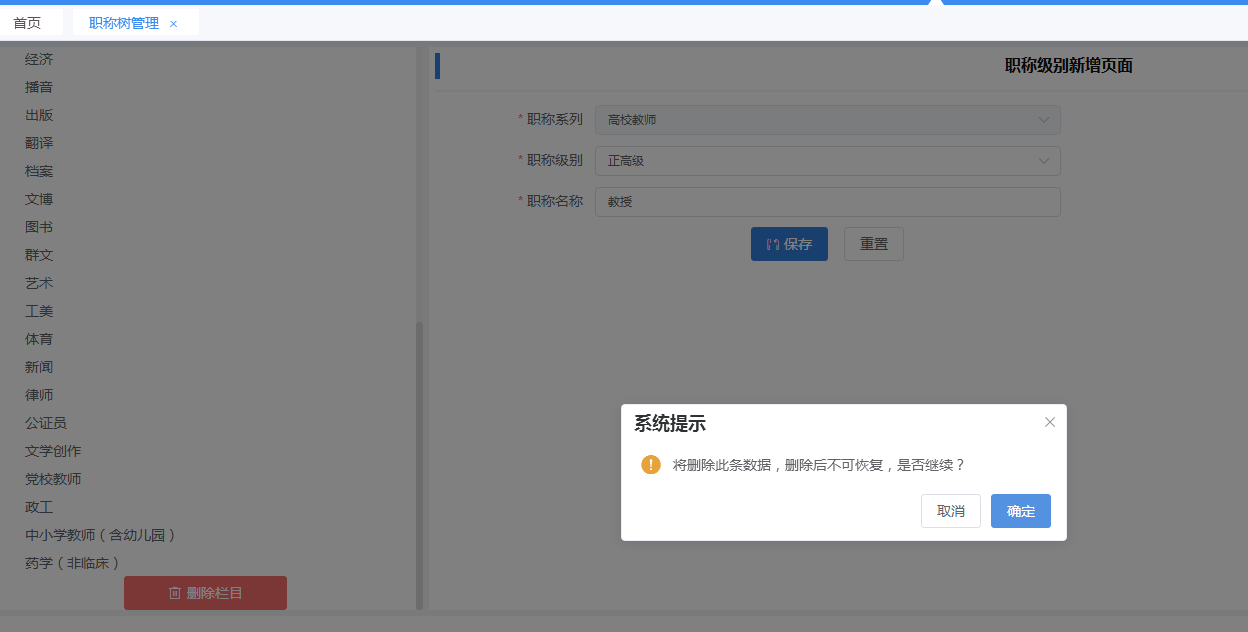 首页
职称树管理 ×
经济
播音
出版
翻译
档案
文博
图书
群文
艺术
工美
体育
新闻
律师
公证员
文学创作
党校教师
政工
中小学教师（含幼儿园）
药学（非临床）
删除栏目
职称级别新增页面
* 职称系列 高校教师
* 职称级别 正高级
* 职称名称 教授
保存 重置
系统提示
将删除此条数据，删除后不可恢复，是否继续？
取消 确定